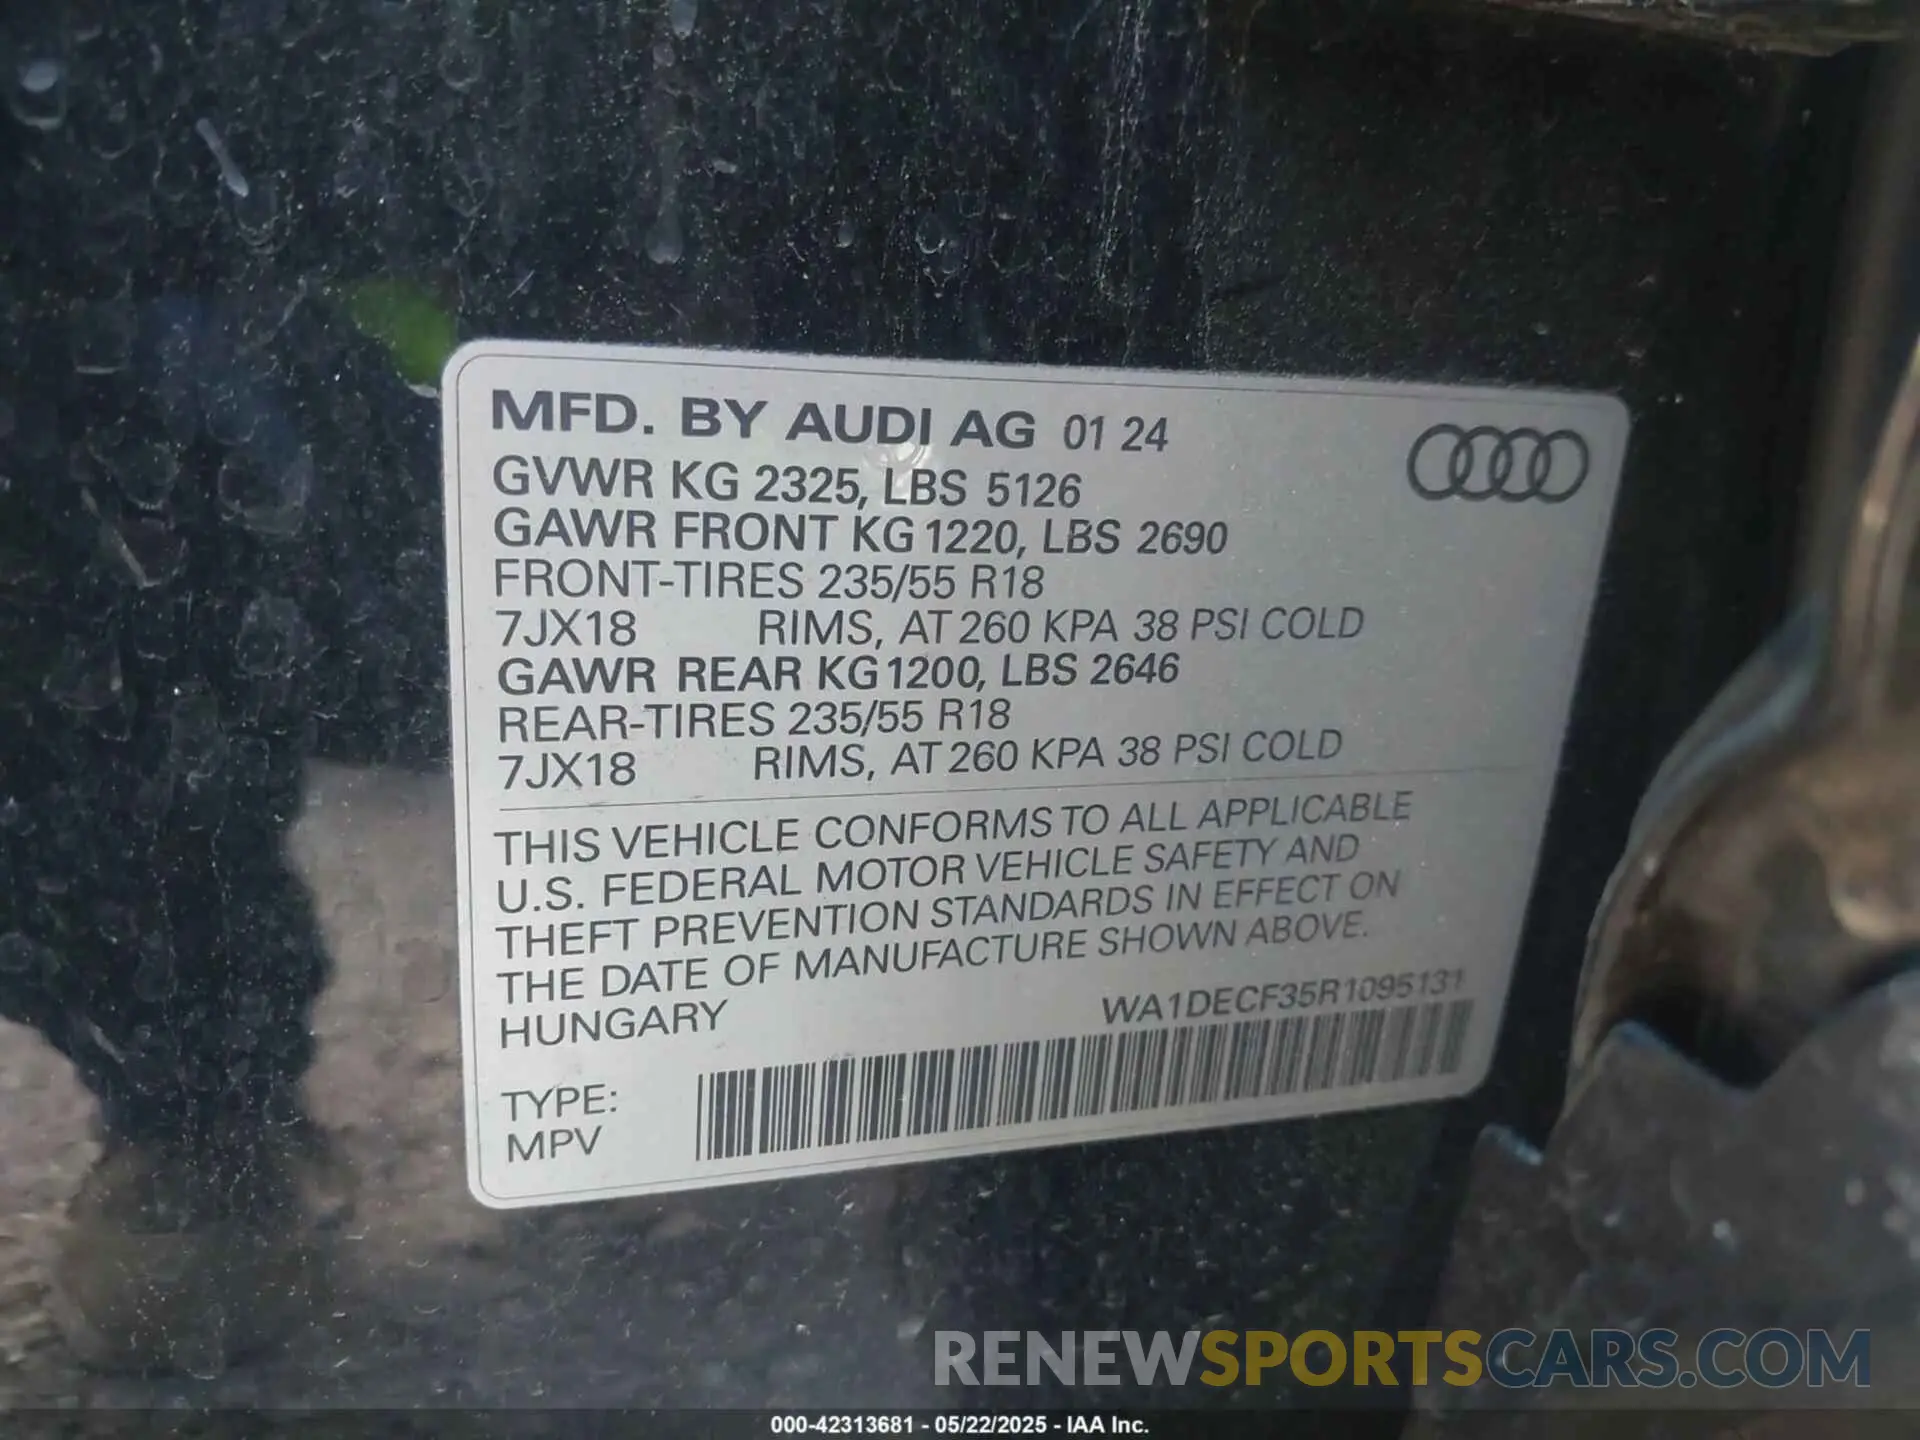 MFD. BY AUDI AG 01 24
GVWR KG 2325, LBS 5126
GAWR FRONT KG 1220, LBS 2690
FRONT-TIRES 235/55 R18
7JX18 RIMS, AT 260 KPA 38 PSI COLD
GAWR REAR KG 1200, LBS 2646
REAR-TIRES 235/55 R18
7JX18 RIMS, AT 260 KPA 38 PSI COLD
THIS VEHICLE CONFORMS TO ALL APPLICABLE
U.S. FEDERAL MOTOR VEHICLE SAFETY AND
THEFT PREVENTION STANDARDS IN EFFECT ON
THE DATE OF MANUFACTURE SHOWN ABOVE.
HUNGARY WA1DECF35R1095131
TYPE:
MPV
RENEWSPORTSCARS.COM
000-42313681 - 05/22/2025 - IAA Inc.